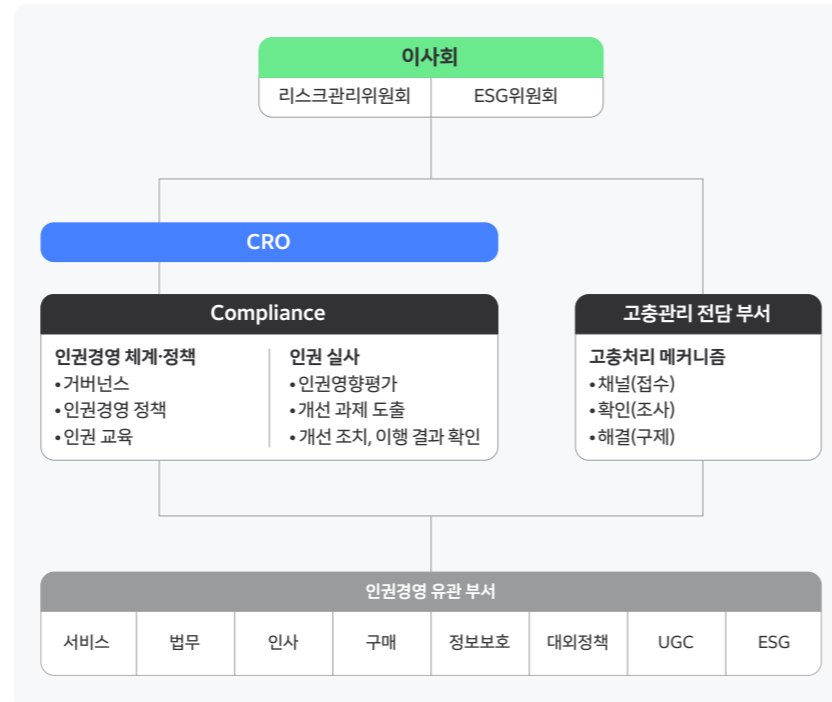 이사회
리스크관리위원회 ESG위원회
CRO
Compliance
인권경영 체계·정책
•거버넌스
•인권경영 정책
•인권 교육
인권 실사
•인권영향평가
•개선 과제 도출
•개선 조치, 이행 결과 확인
고충관리 전담 부서
고충처리 메커니즘
•채널(접수)
•확인(조사)
•해결(구제)
인권경영 유관 부서
서비스 법무 인사 구매 정보보호 대외정책 UGC ESG